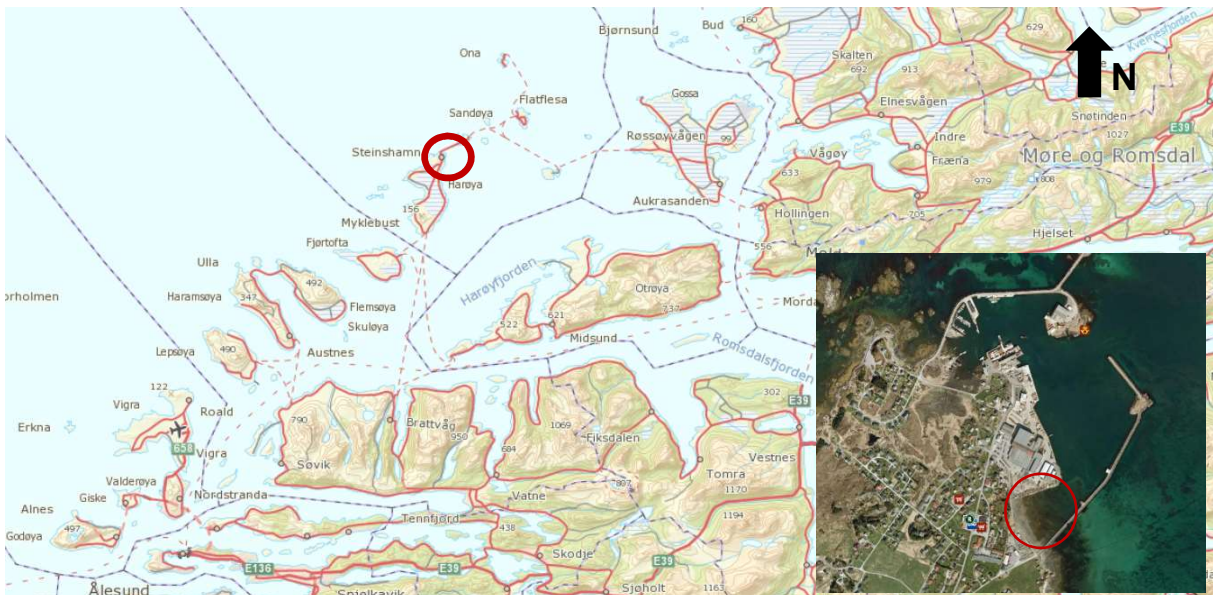 160
Bud
Bjørnsund
629
Kvernesfjorden
Ona
Skalten
692
913
N
Gossa
Elnesvågen
Snøtinden
1027
E39
Flatflesa
Sandøya
Røssøyvågen
99
Indre
Fræna
Vågøy
Møre og Romsdal
Steinshamn
Harøya
633
979
808
156
Aukrasanden
Hollingen
705
Myklebust
Hjelset
556
Fjørtofta
Ulla
Harøyfjorden
Otrøya
492
347
Haramsøya
Flemsøya
737
Skuløya
621
522
Midsund
Lepsøya
490
Austnes
Romsdalsfjorden
122
Vigra
Roald
302
E39
Erkna
790
Brattvåg
950
1069
Fiksdalen
658
Vigra
684
Vestnes
Søvik
Tomra
1170
Valderøya
807
Giske
Nordstranda
Vatne
Alnes
Tennfjord
438
1194
Godøya
497
Skodje
E39
E136
Sjøholt
1163
Ålesund
Spjelkavik